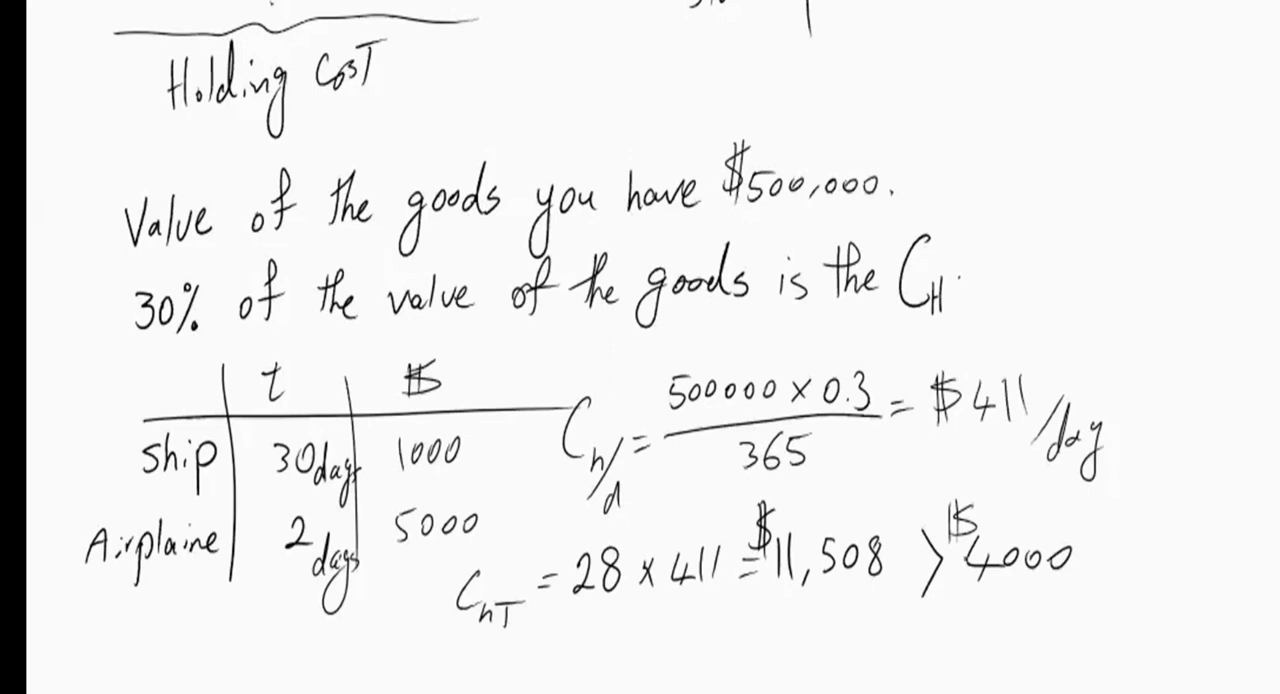 Holding Cost
Value of the goods you have $500,000.
30% of the value of the goods is the CH.
t $
ship 30days 1000
Airplaine 2 days 5000
Ch/d = 500000 × 0.3 / 365 = $411/day
ChT = 28 × 411 = $11,508 > $4000